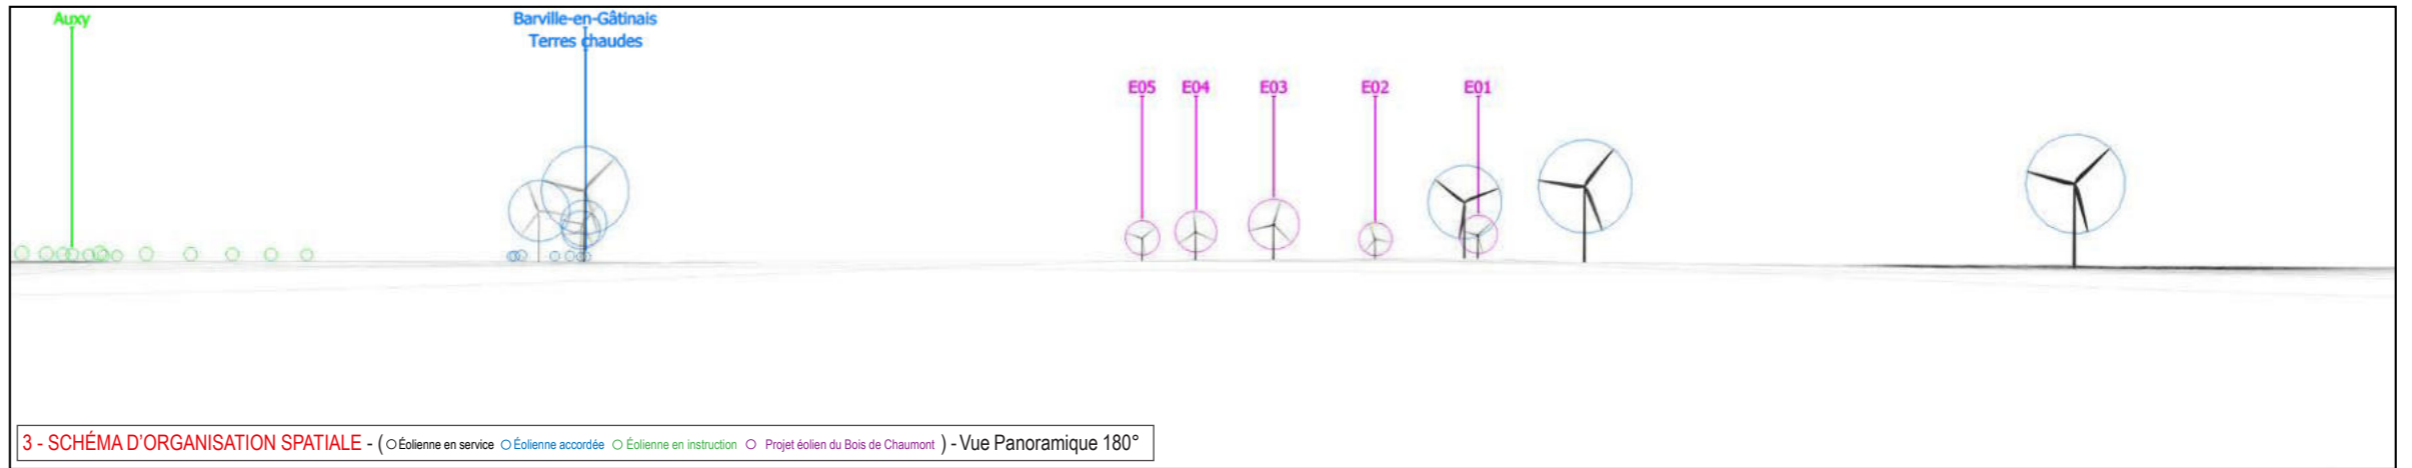 Auxy
Barville-en-Gâtinais
Terres chaudes
E05 E04 E03 E02 E01
3 - SCHÉMA D'ORGANISATION SPATIALE - ( Éolienne en service Éolienne accordée Éolienne en instruction Projet éolien du Bois de Chaumont ) - Vue Panoramique 180°